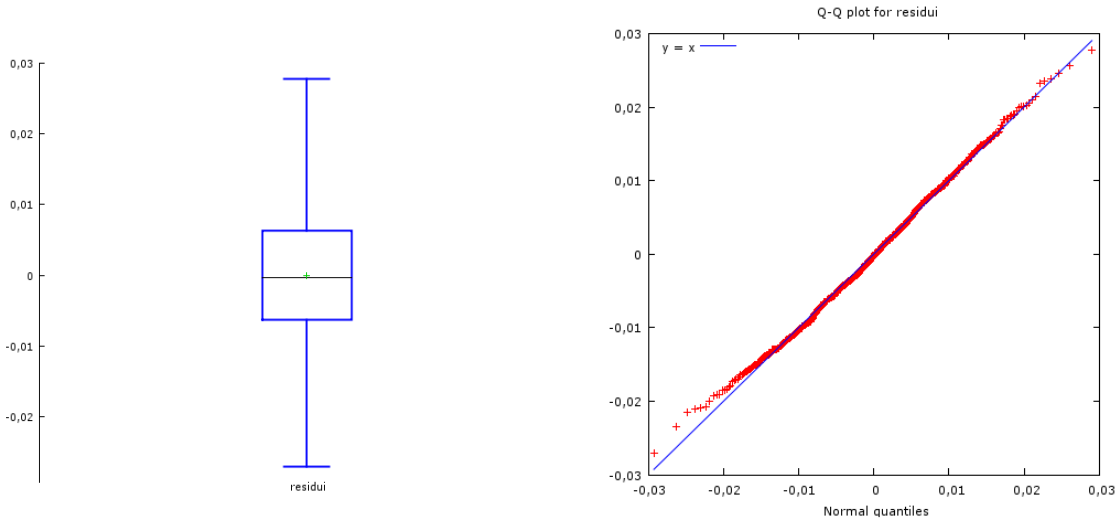 0,03
0,02
0,01
0
-0,01
-0,02
residui
Q-Q plot for residui
y = x
0,03
0,02
0,01
0
-0,01
-0,02
-0,03
-0,03 -0,02 -0,01 0 0,01 0,02 0,03
Normal quantiles